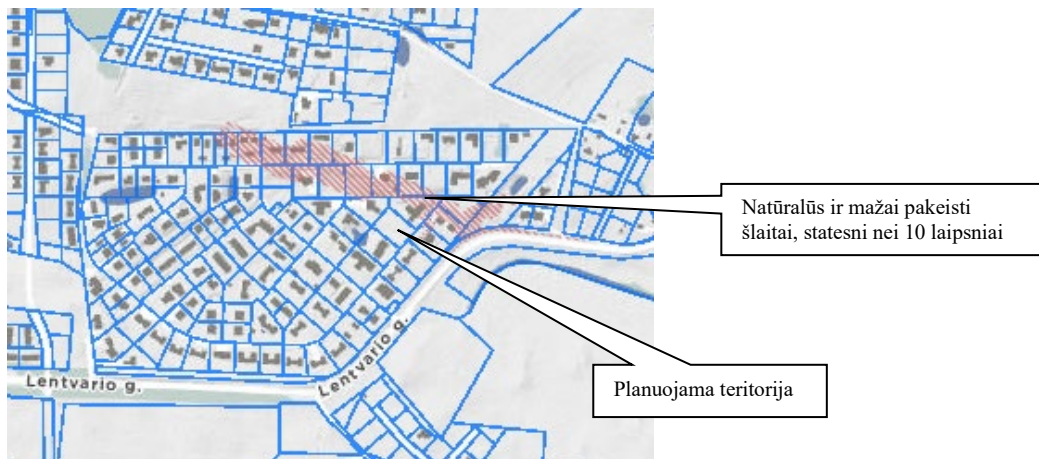 Natūralūs ir mažai pakeisti
šlaitai, statesni nei 10 laipsniai
Planuojama teritorija
Lentvario g.
Lentvario g.